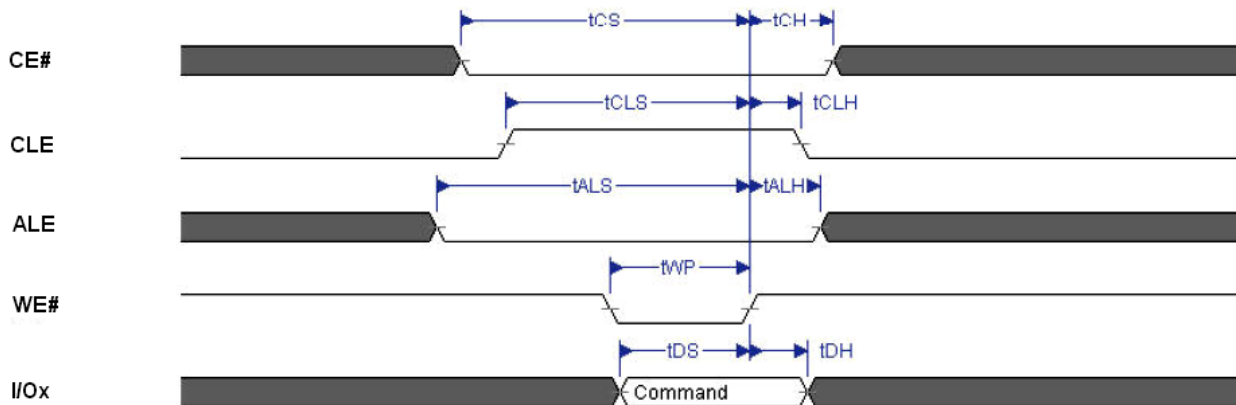 tCS tCH
CE#
tCLS tCLH
CLE
tALS tALH
ALE
tWP
WE#
tDS tDH
I/Ox Command